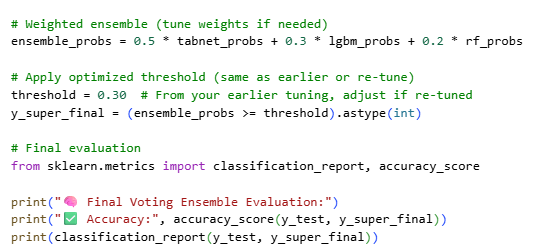 # Weighted ensemble (tune weights if needed)
ensemble_probs = 0.5 * tabnet_probs + 0.3 * lgbm_probs + 0.2 * rf_probs
# Apply optimized threshold (same as earlier or re-tune)
threshold = 0.30  # From your earlier tuning, adjust if re-tuned
y_super_final = (ensemble_probs >= threshold).astype(int)
# Final evaluation
from sklearn.metrics import classification_report, accuracy_score
print("🧠 Final Voting Ensemble Evaluation:")
print("✅ Accuracy:", accuracy_score(y_test, y_super_final))
print(classification_report(y_test, y_super_final))